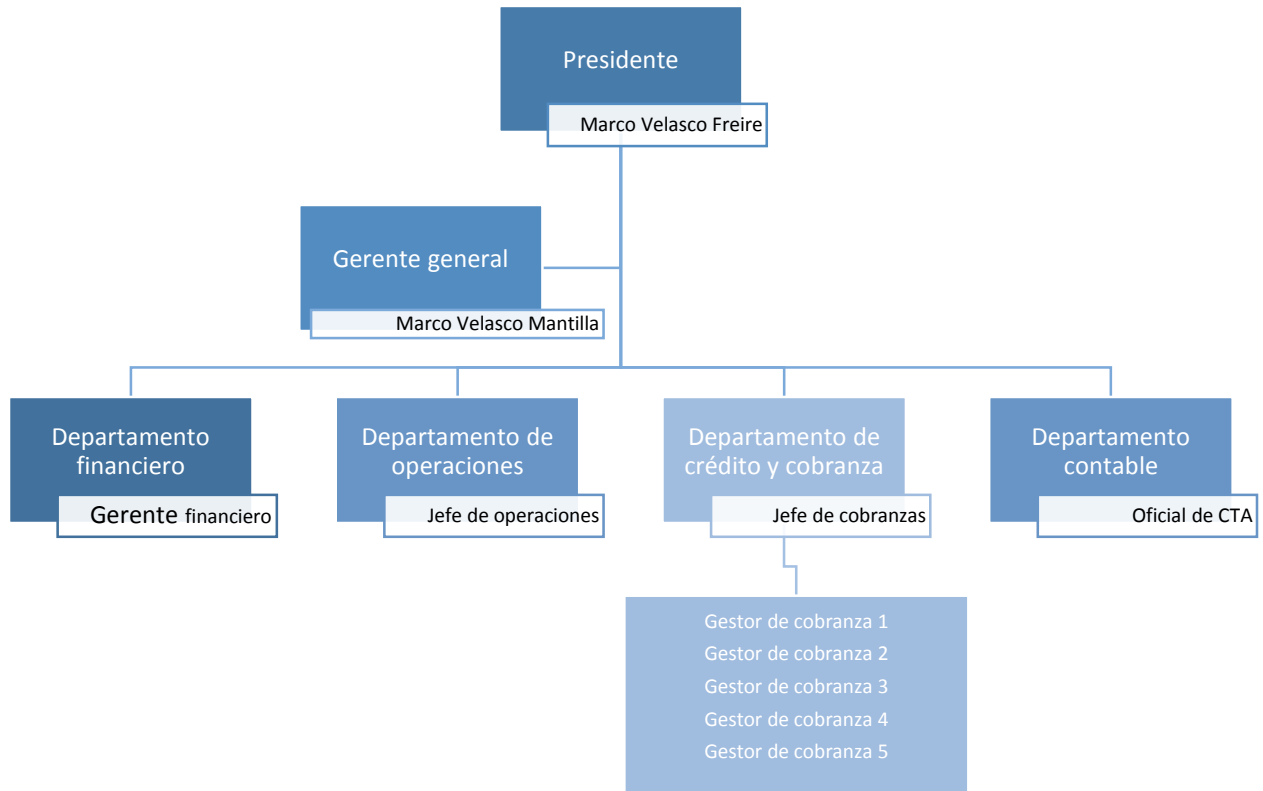 Presidente
Marco Velasco Freire
Gerente general
Marco Velasco Mantilla
Departamento
financiero
Gerente financiero
Departamento de
operaciones
Jefe de operaciones
Departamento de
crédito y cobranza
Jefe de cobranzas
Departamento
contable
Oficial de CTA
Gestor de cobranza 1
Gestor de cobranza 2
Gestor de cobranza 3
Gestor de cobranza 4
Gestor de cobranza 5